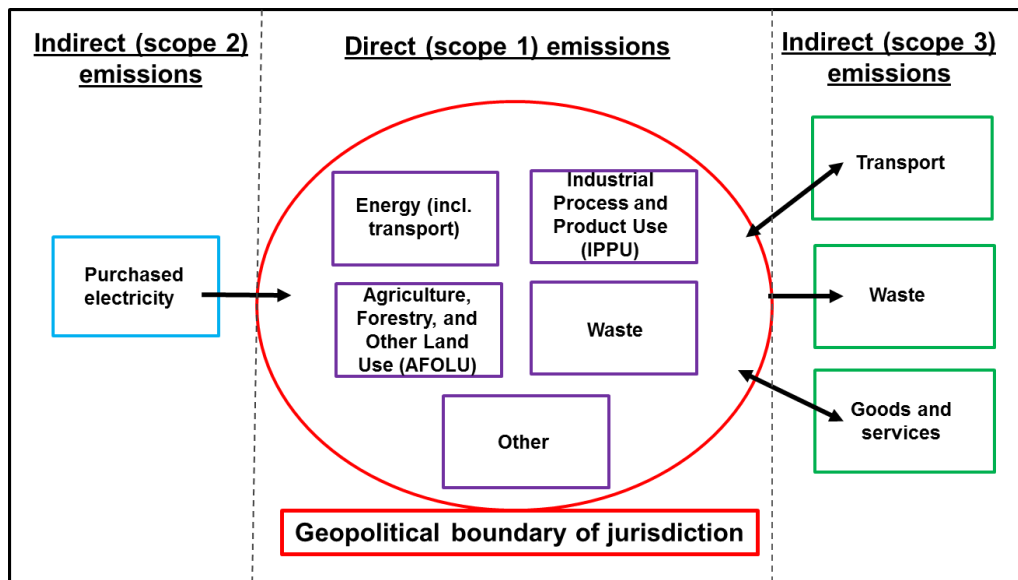 Indirect (scope 2)
emissions
Direct (scope 1) emissions
Indirect (scope 3)
emissions
Purchased
electricity
Energy (incl.
transport)
Industrial
Process and
Product Use
(IPPU)
Agriculture,
Forestry, and
Other Land
Use (AFOLU)
Waste
Other
Transport
Waste
Goods and
services
Geopolitical boundary of jurisdiction